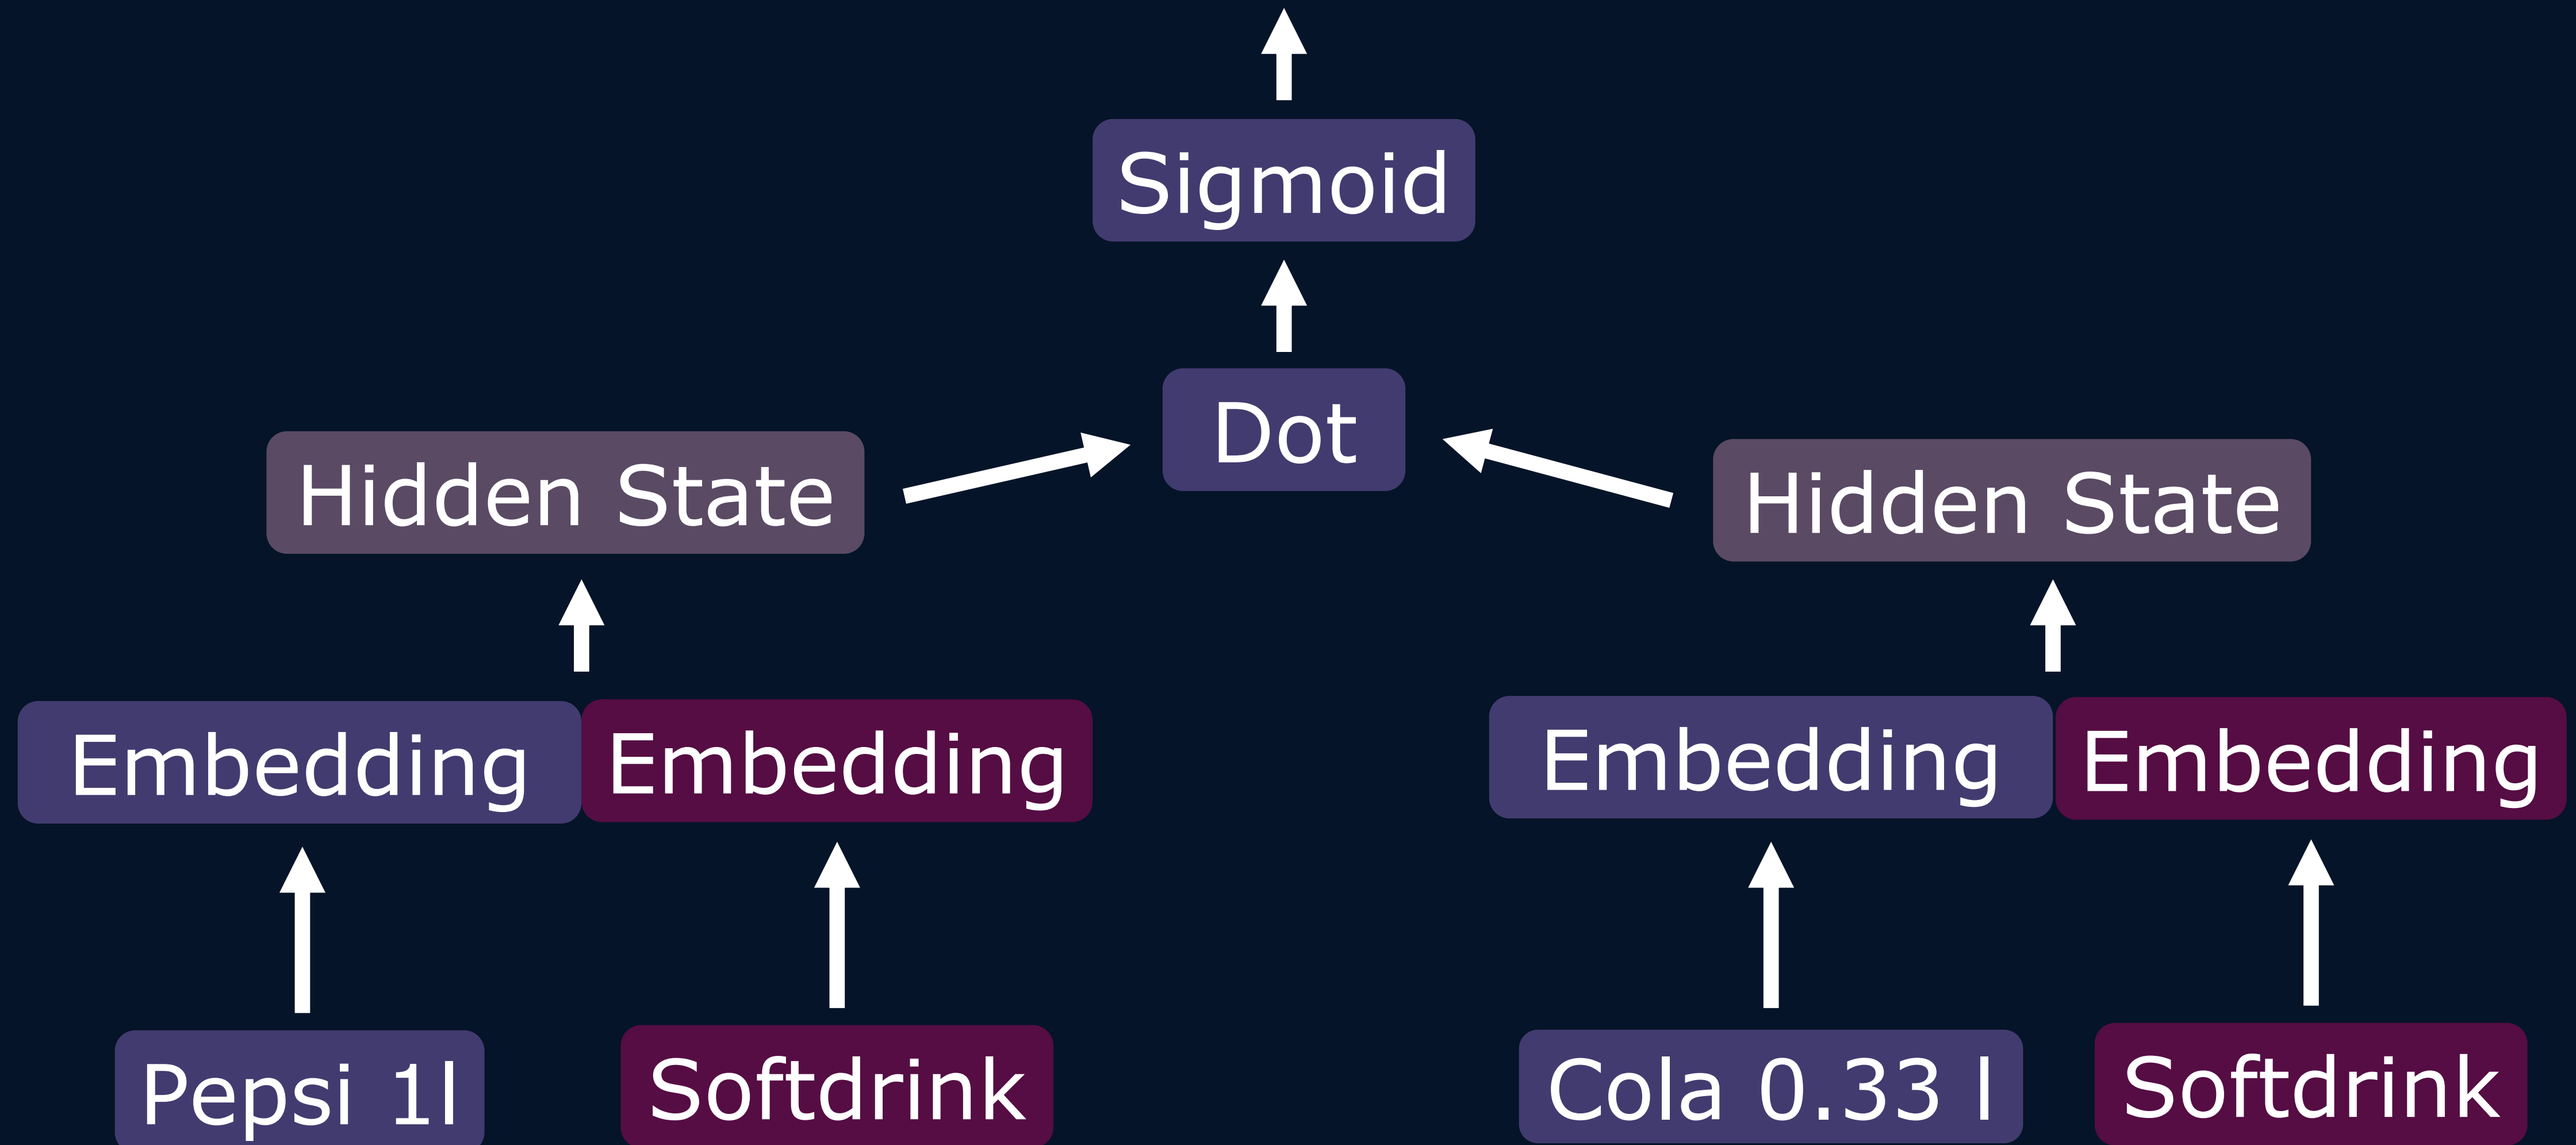 Sigmoid
Dot
Hidden State
Hidden State
Embedding
Embedding
Embedding
Embedding
Pepsi 1l
Softdrink
Cola 0.33 l
Softdrink